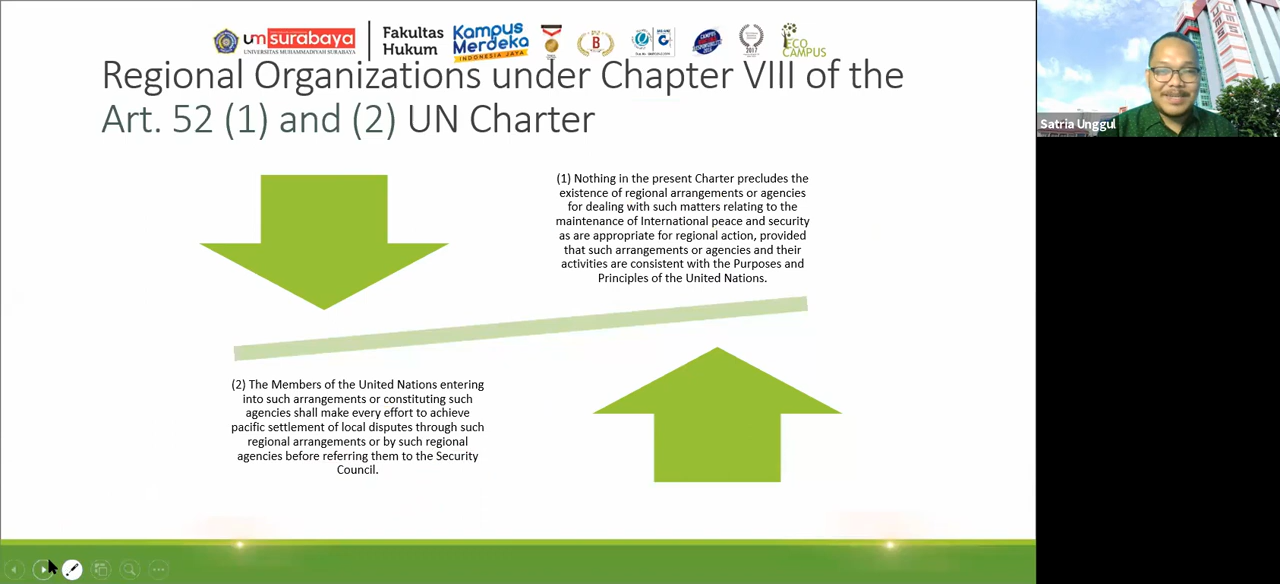 um surabaya
UNIVERSITAS MUHAMMADIYAH SURABAYA
Fakultas
Hukum
Kampus
Merdeka
INDONESIA JAYA
B
2017
ECO
CAMPUS
Regional Organizations under Chapter VIII of the
Art. 52 (1) and (2) UN Charter
(1) Nothing in the present Charter precludes the
existence of regional arrangements or agencies
for dealing with such matters relating to the
maintenance of International peace and security
as are appropriate for regional action, provided
that such arrangements or agencies and their
activities are consistent with the Purposes and
Principles of the United Nations.
(2) The Members of the United Nations entering
into such arrangements or constituting such
agencies shall make every effort to achieve
pacific settlement of local disputes through such
regional arrangements or by such regional
agencies before referring them to the Security
Council.
Satria Unggul